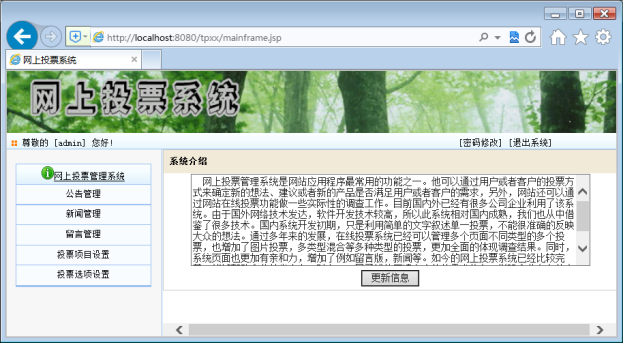 http://localhost:8080/tpxx/mainframe.jsp
网上投票系统
网上投票系统
尊敬的 [admin] 您好!
[密码修改] [退出系统]
网上投票管理系统
公告管理
新闻管理
留言管理
投票项目设置
投票选项设置
系统介绍
网上投票管理系统是网站应用程序最常用的功能之一。他可以通过用户或者客户的投票方
式来确定新的想法、建议或者新的产品是否满足用户或者客户的需求，另外，网站还可以通
过网站在线投票功能做一些实际性的调查工作。目前国内外已经有很多公司企业利用了该系
统。由于国外网络技术发达，软件开发技术较高，所以此系统相对国内成熟，我们也从中借
鉴了很多技术。国内系统开发初期，只是利用简单的文字叙述单一投票，不能很准确的反映
大众的想法。通过多年来的发展，在线投票系统已经可以管理多个页面不同类型的多个投
票，也增加了图片投票，多类型混合等多种类型的投票，更加全面的体现调查结果。同时，
系统页面也更加有亲和力，增加了例如留言版，新闻等。如今的网上投票系统已经比较完
更新信息